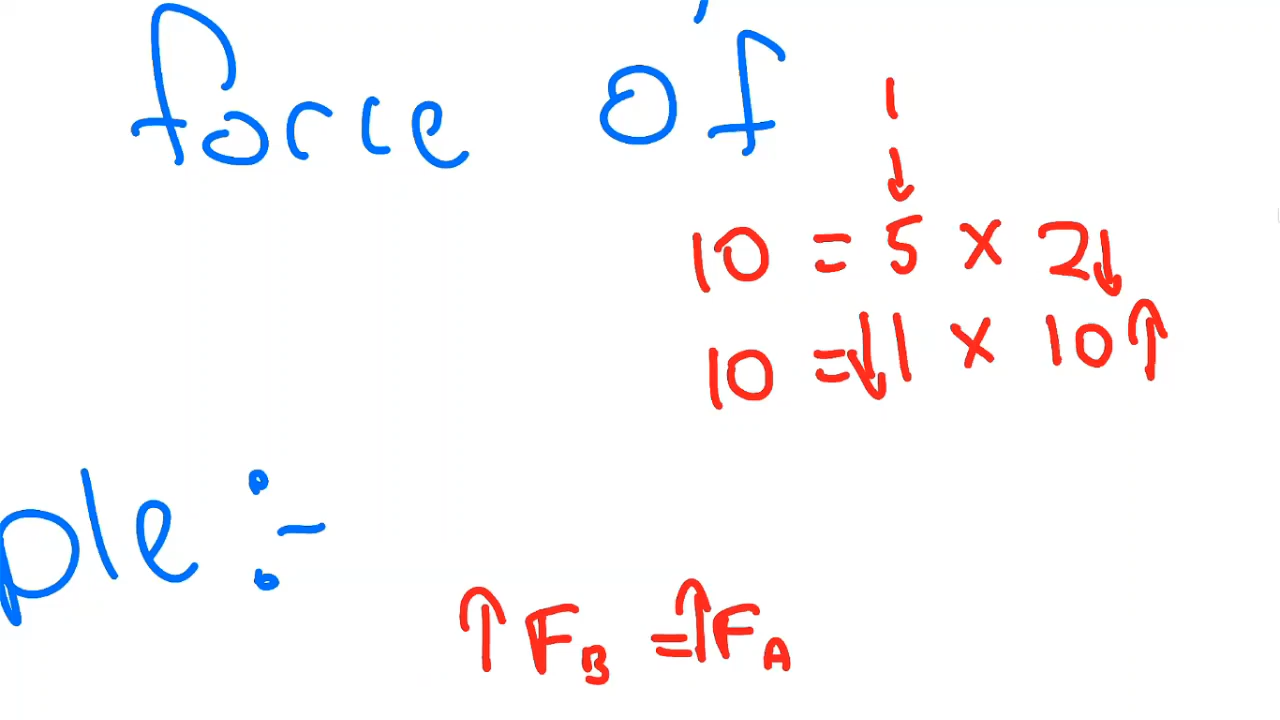 force of
1
↓
10 = 5 × 2↓
10 = ↓1 × 10↑
ple :-
↑F_B = ↑F_A